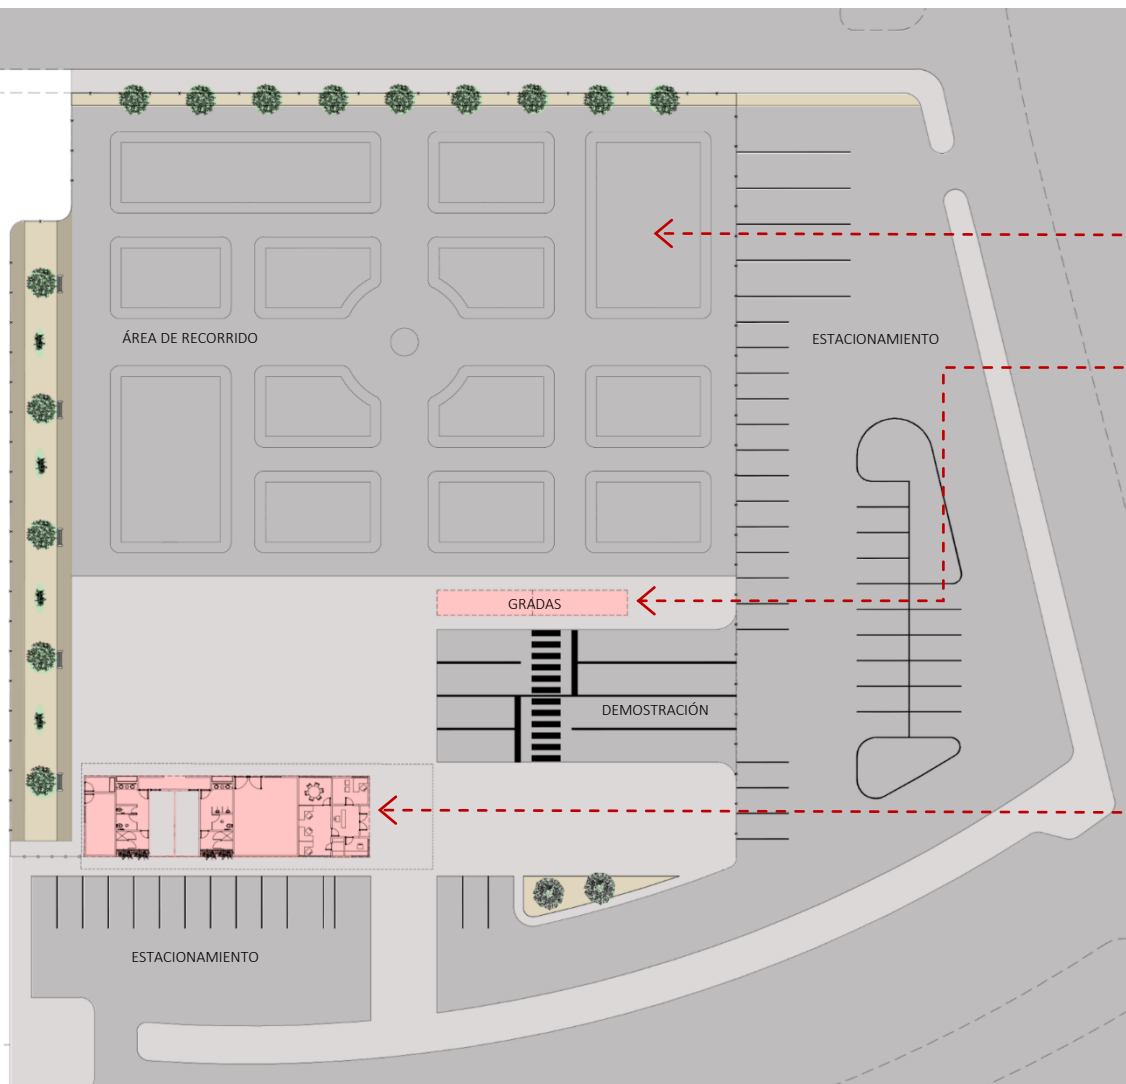 ÁREA DE RECORRIDO
ESTACIONAMIENTO
GRADAS
DEMOSTRACIÓN
ESTACIONAMIENTO